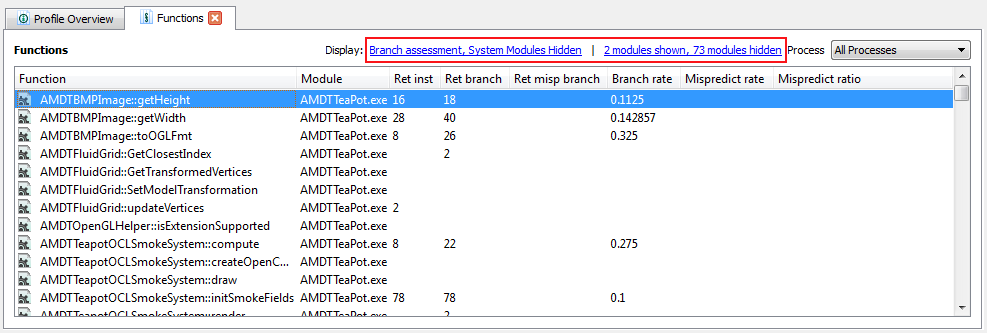 Profile Overview Functions
Functions Display: Branch assessment, System Modules Hidden | 2 modules shown, 73 modules hidden Process All Processes
Function Module Ret inst Ret branch Ret misp branch Branch rate Mispredict rate Mispredict ratio
AMDTBMPImage::getHeight AMDTTeaPot.exe 16 18 0.1125
AMDTBMPImage::getWidth AMDTTeaPot.exe 28 40 0.142857
AMDTBMPImage::toOGLFmt AMDTTeaPot.exe 8 26 0.325
AMDTFluidGrid::GetClosestIndex AMDTTeaPot.exe 2
AMDTFluidGrid::GetTransformedVertices AMDTTeaPot.exe
AMDTFluidGrid::SetModelTransformation AMDTTeaPot.exe
AMDTFluidGrid::updateVertices AMDTTeaPot.exe 2
AMDTOpenGLHelper::isExtensionSupported AMDTTeaPot.exe
AMDTTeapotOCLSmokeSystem::compute AMDTTeaPot.exe 8 22 0.275
AMDTTeapotOCLSmokeSystem::createOpenC... AMDTTeaPot.exe
AMDTTeapotOCLSmokeSystem::draw AMDTTeaPot.exe
AMDTTeapotOCLSmokeSystem::initSmokeFields AMDTTeaPot.exe 78 78 0.1
AMDTTeapotOCLSmokeSystem::render AMDTTeaPot.exe 2